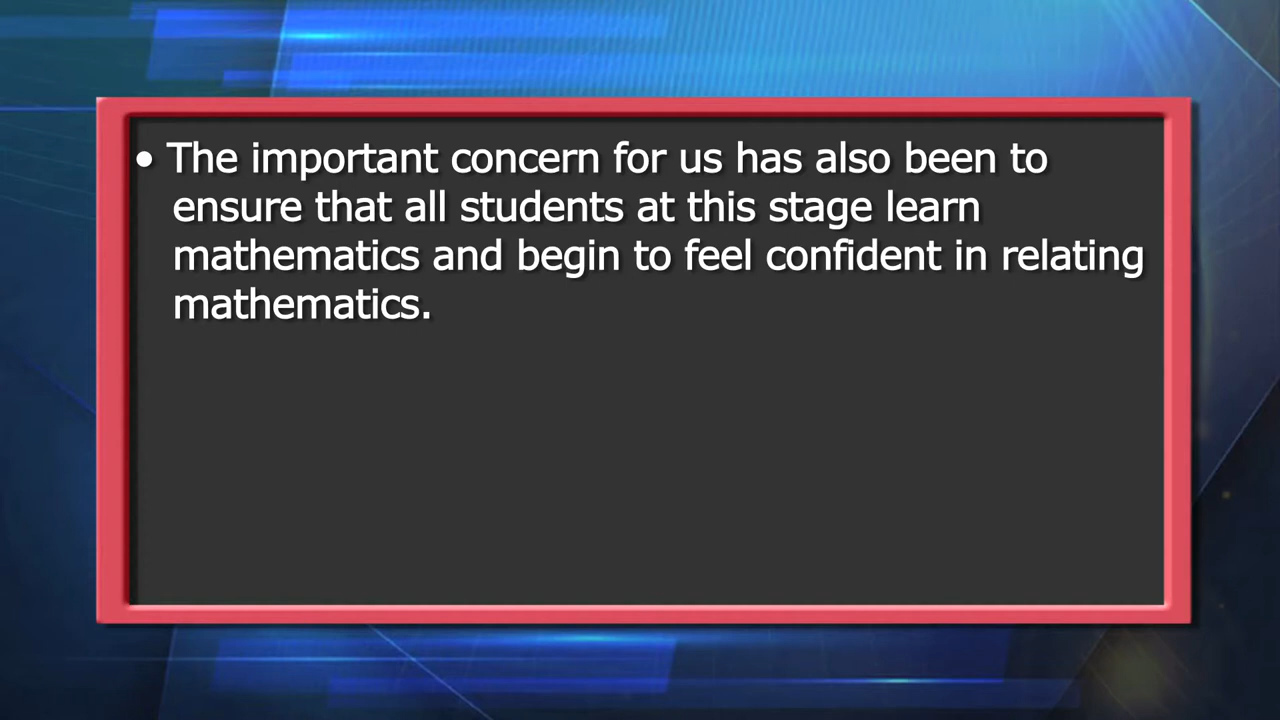 • The important concern for us has also been to
ensure that all students at this stage learn
mathematics and begin to feel confident in relating
mathematics.